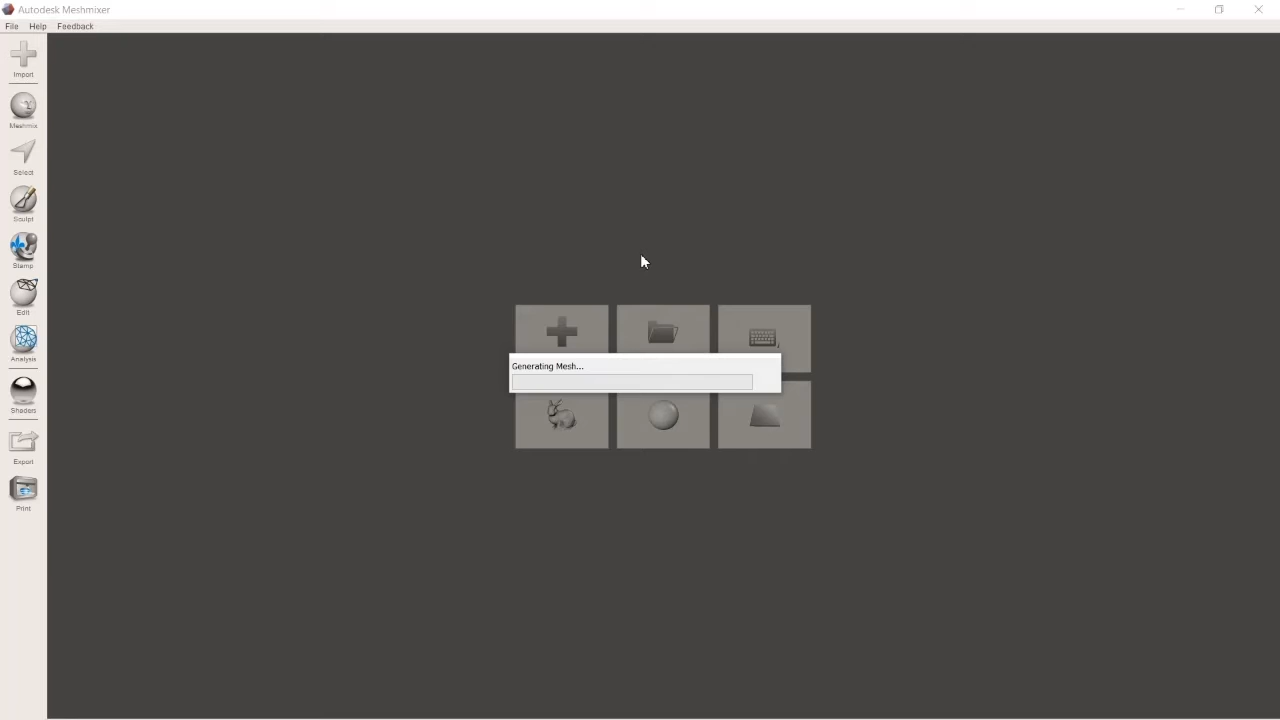 Autodesk Meshmixer
File Help Feedback
Import
Meshmix
Select
Sculpt
Stamp
Edit
Analysis
Shaders
Export
Print
Generating Mesh...